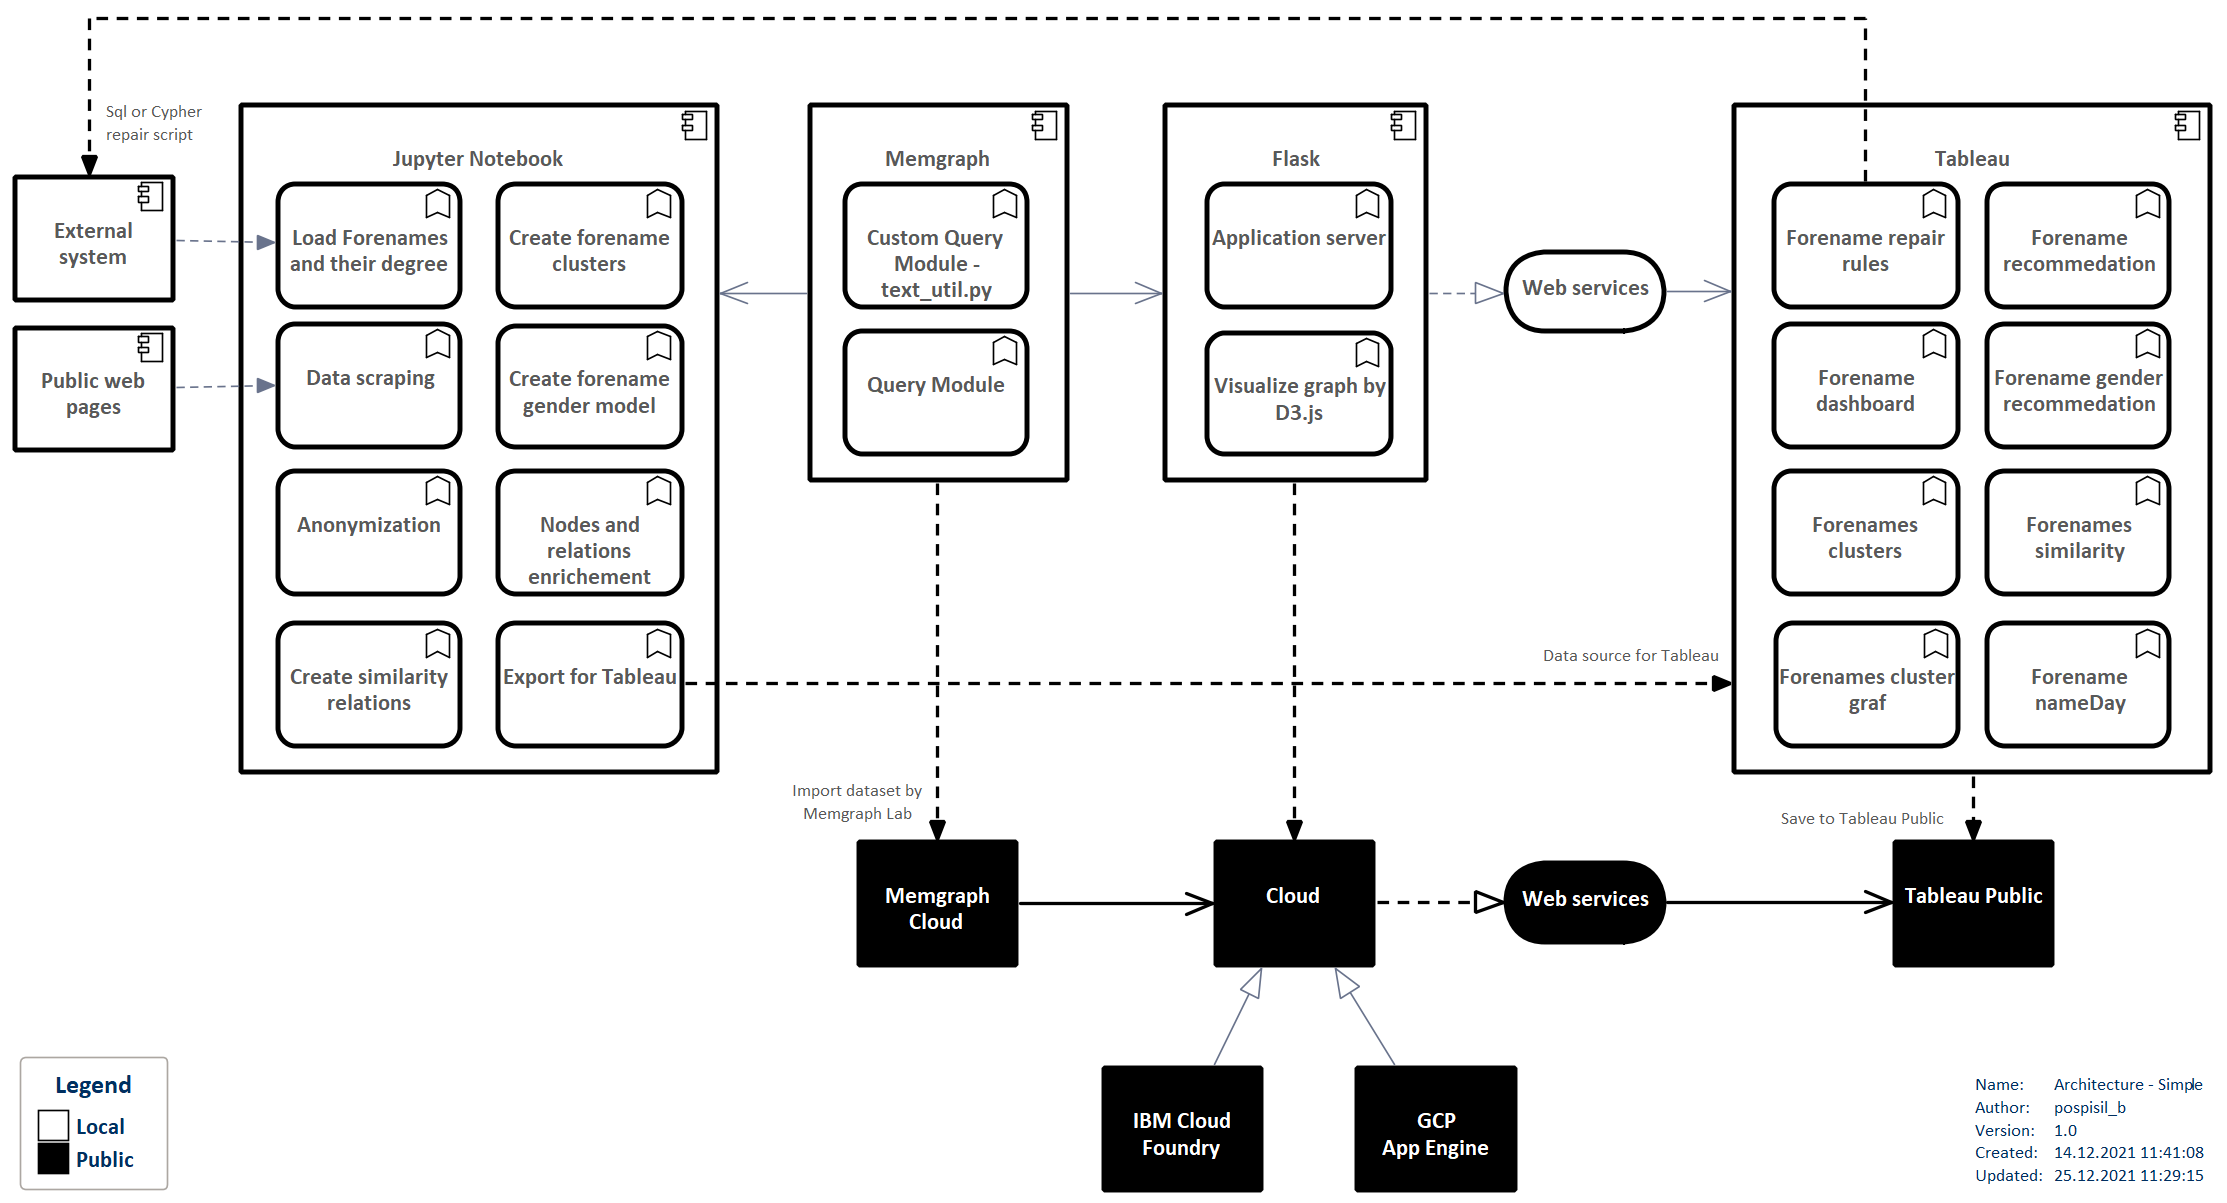 Sql or Cypher
repair script
External
system
Public web
pages
Jupyter Notebook
Load Forenames
and their degree
Create forename
clusters
Data scraping
Create forename
gender model
Anonymization
Nodes and
relations
enrichement
Create similarity
relations
Export for Tableau
Memgraph
Custom Query
Module -
text_util.py
Query Module
Flask
Application server
Visualize graph by
D3.js
Web services
Tableau
Forename repair
rules
Forename
recommedation
Forename
dashboard
Forename gender
recommedation
Forenames
clusters
Forenames
similarity
Forenames cluster
graf
Forename
nameDay
Data source for Tableau
Import dataset by
Memgraph Lab
Save to Tableau Public
Memgraph
Cloud
Cloud
Web services
Tableau Public
IBM Cloud
Foundry
GCP
App Engine
Legend
Local
Public
Name: Architecture - Simple
Author: pospisil_b
Version: 1.0
Created: 14.12.2021 11:41:08
Updated: 25.12.2021 11:29:15